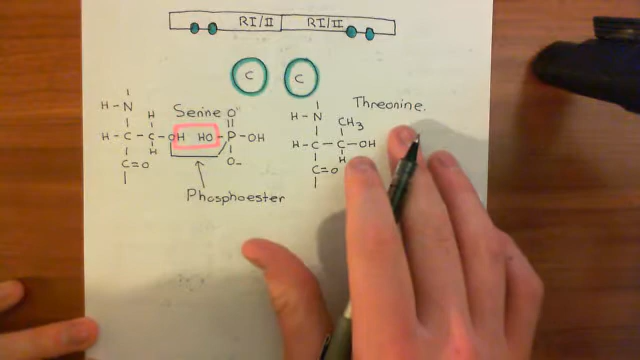 RI/II RI/II
C C
Threonine.
Serine
H-N
H
O
H-C-C-OH HO-P-OH
H
O-
C=O
Phosphoester
H-N
CH3
H-C-C-OH
H
C=O